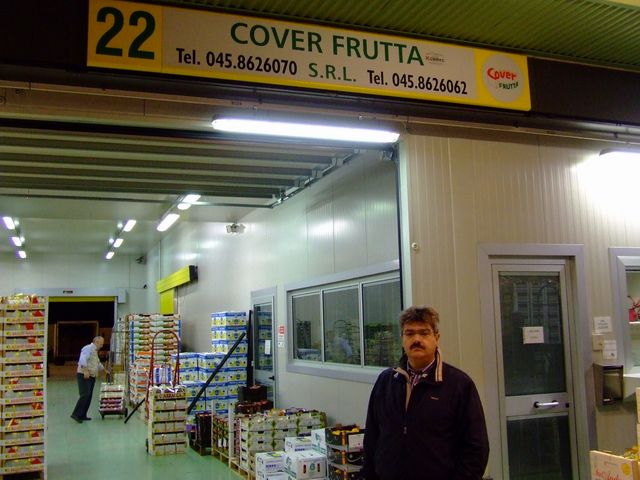 22
COVER FRUTTA
Tel. 045.8626070 S.R.L. Tel. 045.8626062
Cover
FRUTTA